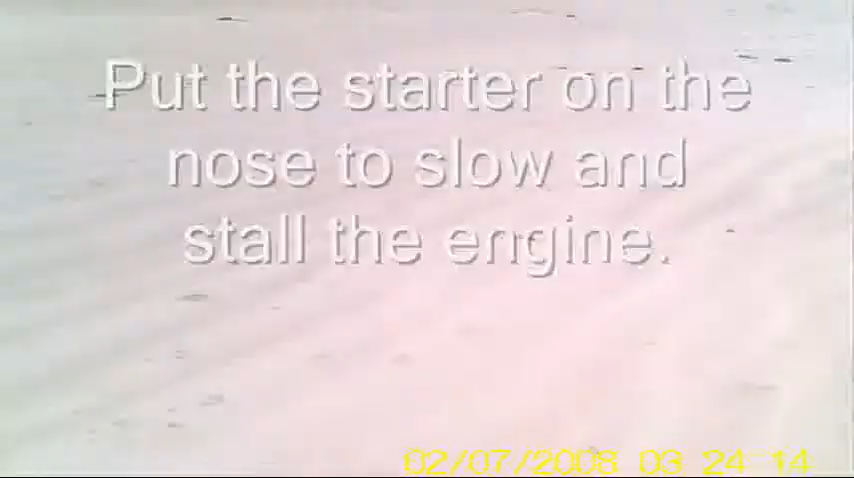 Put the starter on the
nose to slow and
stall the engine.
02/07/2008 03 24 14